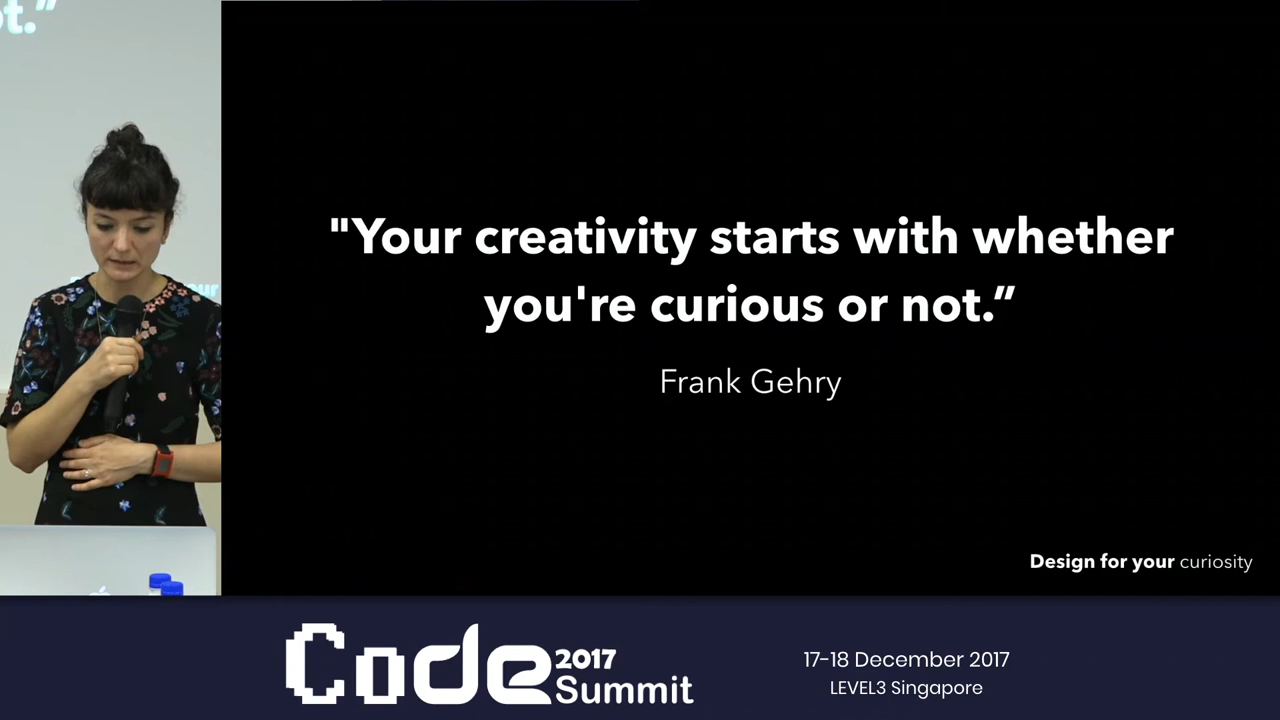 t.”
"Your creativity starts with whether
you're curious or not.”
Frank Gehry
Design for your curiosity
Code 2017
Summit
17-18 December 2017
LEVEL3 Singapore